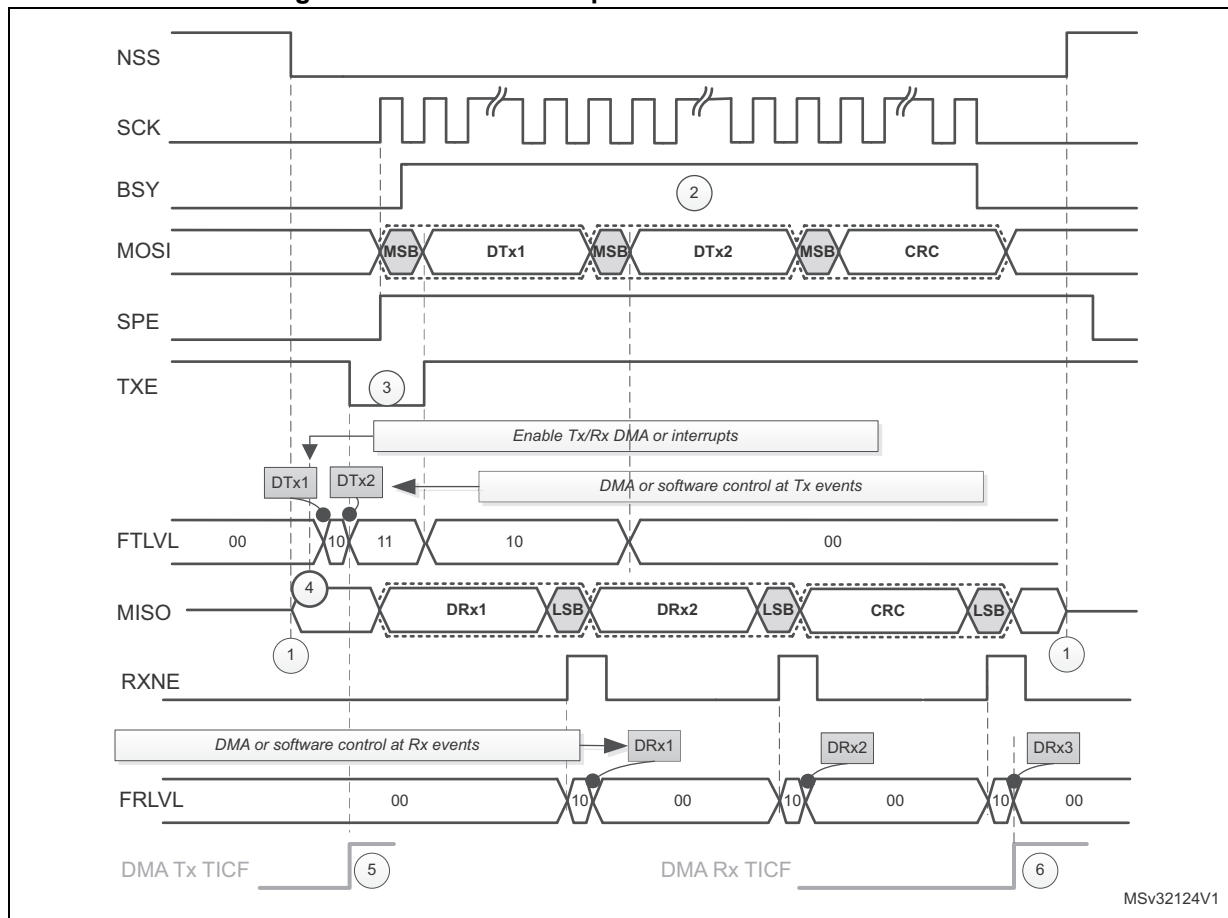 NSS
SCK
BSY
2
MOSI
MSB DTx1 MSB DTx2 MSB CRC
SPE
TXE
3
Enable Tx/Rx DMA or interrupts
DTx1 DTx2 DMA or software control at Tx events
FTLVL 00 10 11 10 00
4
MISO DRx1 LSB DRx2 LSB CRC LSB
1 1
RXNE
DMA or software control at Rx events DRx1 DRx2 DRx3
FRLVL 00 10 00 10 00 10 00
DMA Tx TICF 5 DMA Rx TICF 6
MSv32124V1